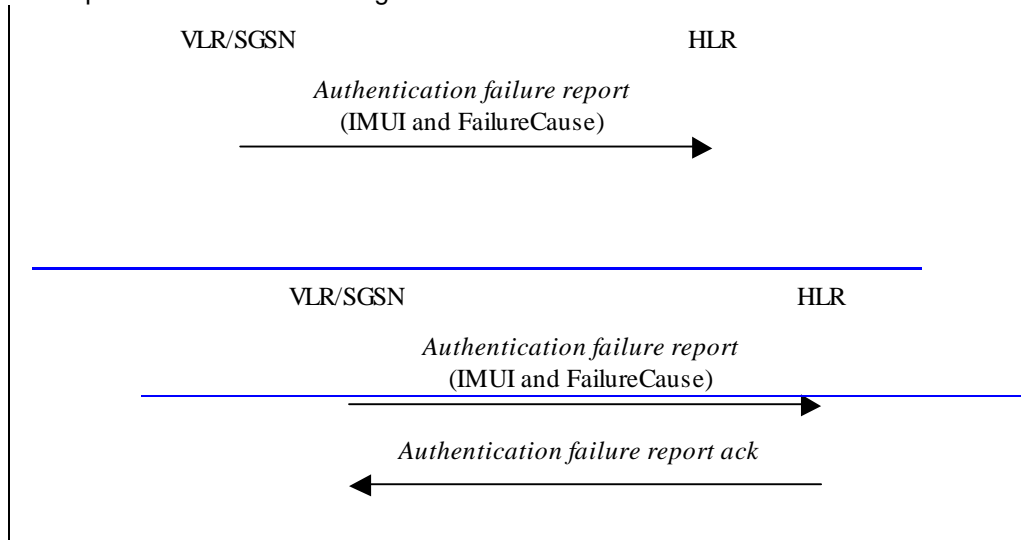 VLR/SGSN HLR
Authentication failure report
(IMUI and FailureCause)
VLR/SGSN HLR
Authentication failure report
(IMUI and FailureCause)
Authentication failure report ack